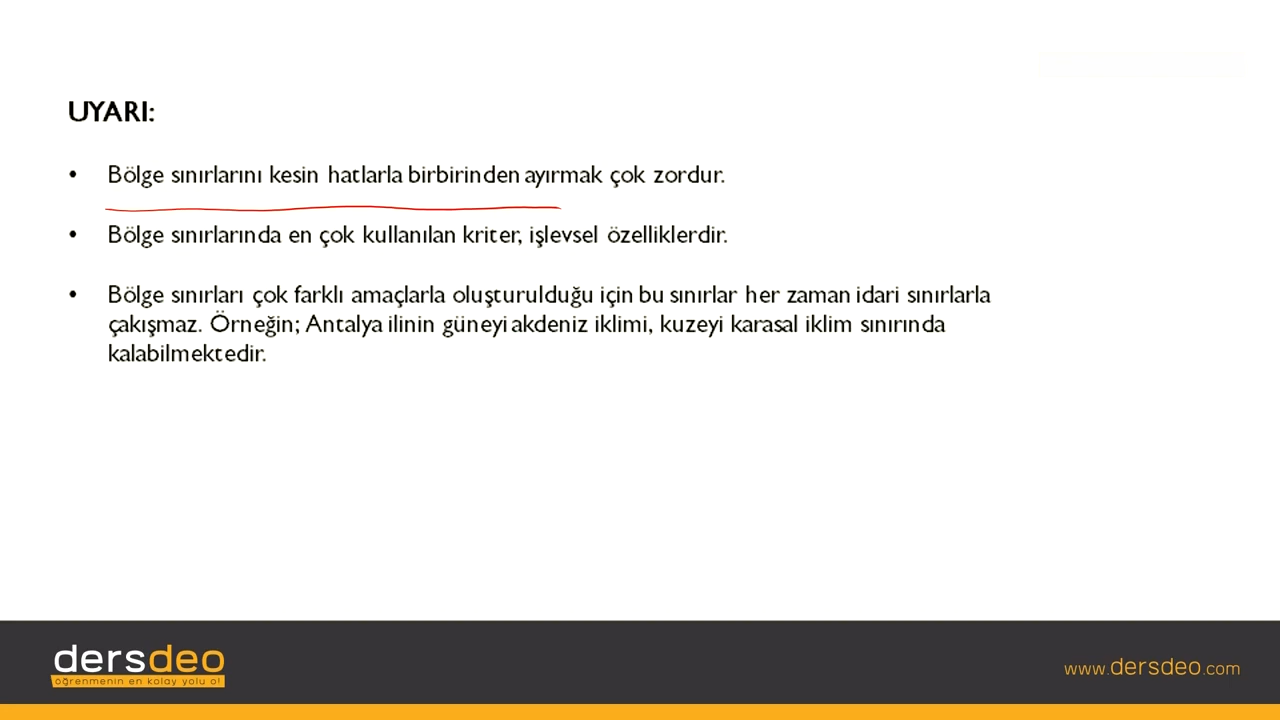 UYARI:
• Bölge sınırlarını kesin hatlarla birbirinden ayırmak çok zordur.
• Bölge sınırlarında en çok kullanılan kriter, işlevsel özelliklerdir.
• Bölge sınırları çok farklı amaçlarla oluşturulduğu için bu sınırlar her zaman idari sınırlarla
çakışmaz. Örneğin; Antalya ilinin güneyi akdeniz iklimi, kuzeyi karasal iklim sınırında
kalabilmektedir.
dersdeo
öğrenmenin en kolay yolu o!
www.dersdeo.com